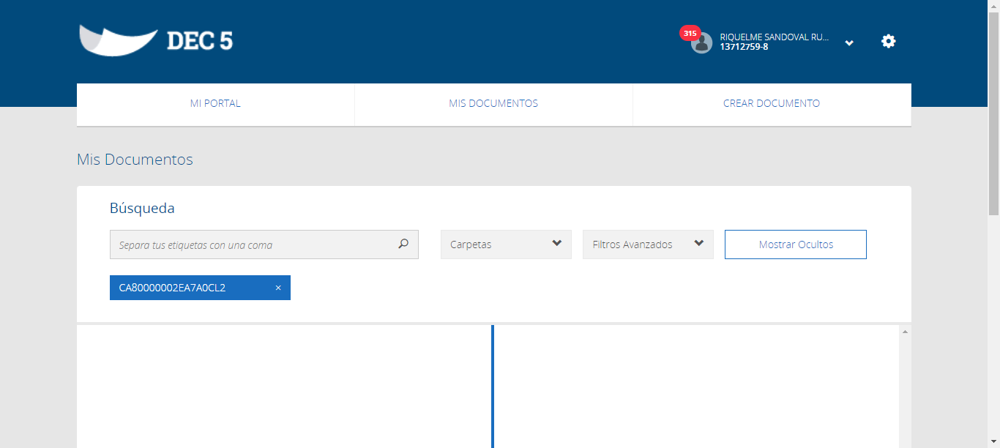 DEC 5
315
RIQUELME SANDOVAL RU...
13712759-8
MI PORTAL
MIS DOCUMENTOS
CREAR DOCUMENTO
Mis Documentos
Búsqueda
Separa tus etiquetas con una coma
Carpetas
Filtros Avanzados
Mostrar Ocultos
CA80000002EA7A0CL2 ×